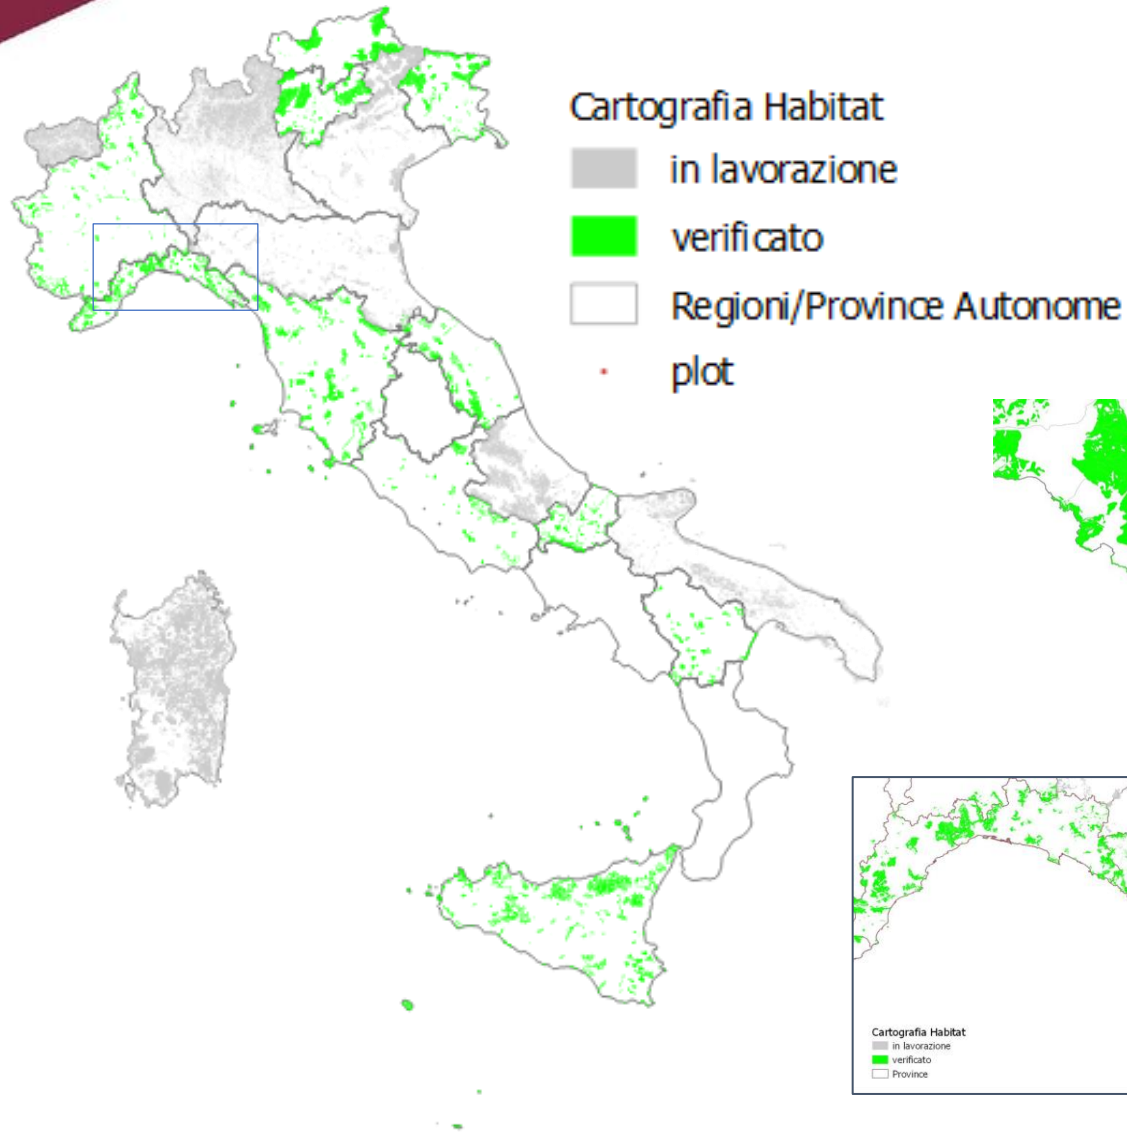 Cartografia Habitat
in lavorazione
verificato
Regioni/Province Autonome
plot
Cartografia Habitat
in lavorazione
verificato
Province